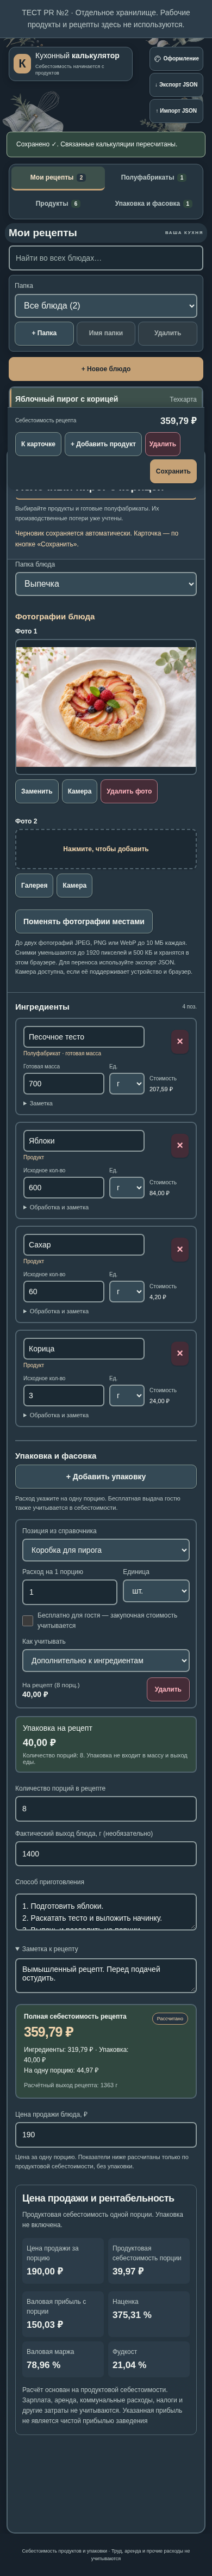 ТЕСТ PR №2 · Отдельное хранилище. Рабочие
продукты и рецепты здесь не используются.
К
Кухонный калькулятор
Себестоимость начинается с
продуктов
Оформление
↓ Экспорт JSON
↑ Импорт JSON
Сохранено ✓. Связанные калькуляции пересчитаны.
Мои рецепты 2
Полуфабрикаты 1
Продукты 6
Упаковка и фасовка 1
Мои рецепты
ВАША КУХНЯ
Найти во всех блюдах…
Папка
Все блюда (2)
+ Папка
Имя папки
Удалить
+ Новое блюдо
Яблочный пирог с корицей
Техкарта
Себестоимость рецепта
359,79 ₽
К карточке
+ Добавить продукт
Удалить
Сохранить
Выбирайте продукты и готовые полуфабрикаты. Их
производственные потери уже учтены.
Черновик сохраняется автоматически. Карточка — по
кнопке «Сохранить».
Папка блюда
Выпечка
Фотографии блюда
Фото 1
Заменить
Камера
Удалить фото
Фото 2
Нажмите, чтобы добавить
Галерея
Камера
Поменять фотографии местами
До двух фотографий JPEG, PNG или WebP до 10 МБ каждая.
Снимки уменьшаются до 1920 пикселей и 500 КБ и хранятся в
этом браузере. Для переноса используйте экспорт JSON.
Камера доступна, если её поддерживает устройство и браузер.
Ингредиенты
4 поз.
Песочное тесто
×
Полуфабрикат · готовая масса
Готовая масса
Ед.
700
г
Стоимость
207,59 ₽
▶ Заметка
Яблоки
×
Продукт
Исходное кол-во
Ед.
600
г
Стоимость
84,00 ₽
▶ Обработка и заметка
Сахар
×
Продукт
Исходное кол-во
Ед.
60
г
Стоимость
4,20 ₽
▶ Обработка и заметка
Корица
×
Продукт
Исходное кол-во
Ед.
3
г
Стоимость
24,00 ₽
▶ Обработка и заметка
Упаковка и фасовка
+ Добавить упаковку
Расход укажите на одну порцию. Бесплатная выдача гостю
также учитывается в себестоимости.
Позиция из справочника
Коробка для пирога
Расход на 1 порцию
Единица
1
шт.
Бесплатно для гостя — закупочная стоимость
учитывается
Как учитывать
Дополнительно к ингредиентам
На рецепт (8 порц.)
40,00 ₽
Удалить
Упаковка на рецепт
40,00 ₽
Количество порций: 8. Упаковка не входит в массу и выход
еды.
Количество порций в рецепте
8
Фактический выход блюда, г (необязательно)
1400
Способ приготовления
1. Подготовить яблоки.
2. Раскатать тесто и выложить начинку.
▼ Заметка к рецепту
Вымышленный рецепт. Перед подачей
остудить.
Полная себестоимость рецепта
Рассчитано
359,79 ₽
Ингредиенты: 319,79 ₽ · Упаковка:
40,00 ₽
На одну порцию: 44,97 ₽
Расчётный выход рецепта: 1363 г
Цена продажи блюда, ₽
190
Цена за одну порцию. Показатели ниже рассчитаны только по
продуктовой себестоимости, без упаковки.
Цена продажи и рентабельность
Продуктовая себестоимость одной порции. Упаковка
не включена.
Цена продажи за
порцию
190,00 ₽
Продуктовая
себестоимость порции
39,97 ₽
Валовая прибыль с
порции
150,03 ₽
Наценка
375,31 %
Валовая маржа
78,96 %
Фудкост
21,04 %
Расчёт основан на продуктовой себестоимости.
Зарплата, аренда, коммунальные расходы, налоги и
другие затраты не учитываются. Указанная прибыль
не является чистой прибылью заведения
Себестоимость продуктов и упаковки · Труд, аренда и прочие расходы не
учитываются